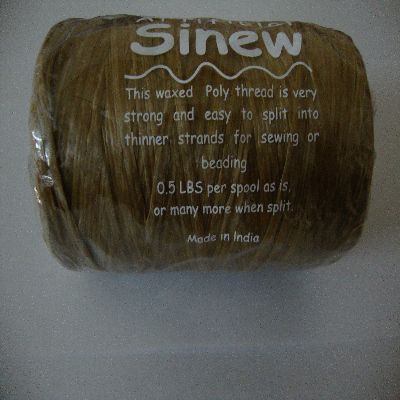 Artificial
Sinew
This waxed Poly thread is very
strong and easy to split into
thinner strands for sewing or
beading
0.5 LBS per spool as is,
or many more when split.
Made in India